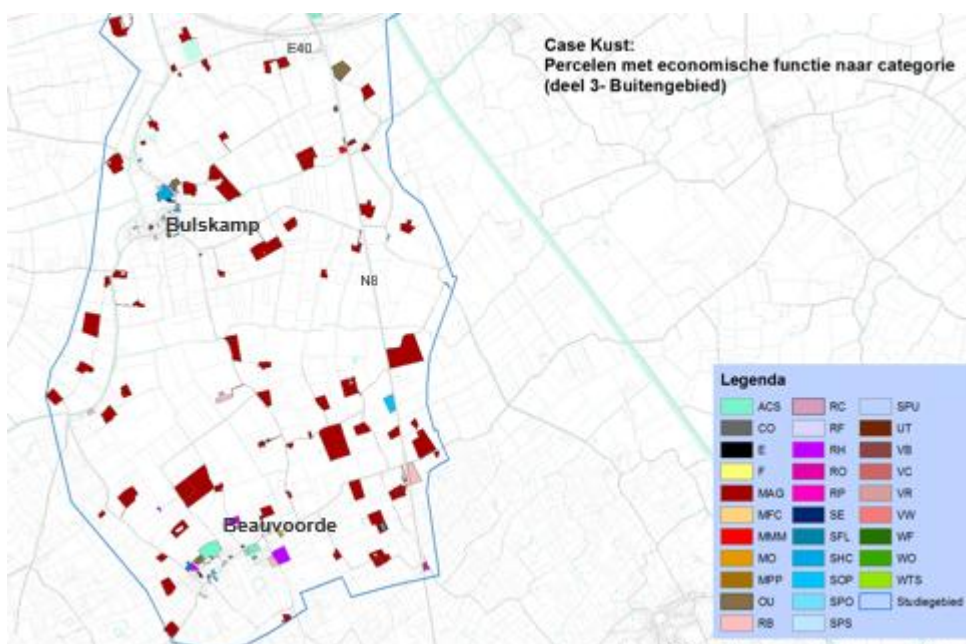 Case Kust:
Percelen met economische functie naar categorie
(deel 3- Buitengebied)
E40
Bulskamp
N8
Beauvoorde
Legenda
ACS RC SPU
CO RF UT
E RH VB
F RO VC
MAG RP VR
MFC SE VW
MMM SFL WF
MO SHC WO
MPP SOP WTS
OU SPO Studiegebied
RB SPS